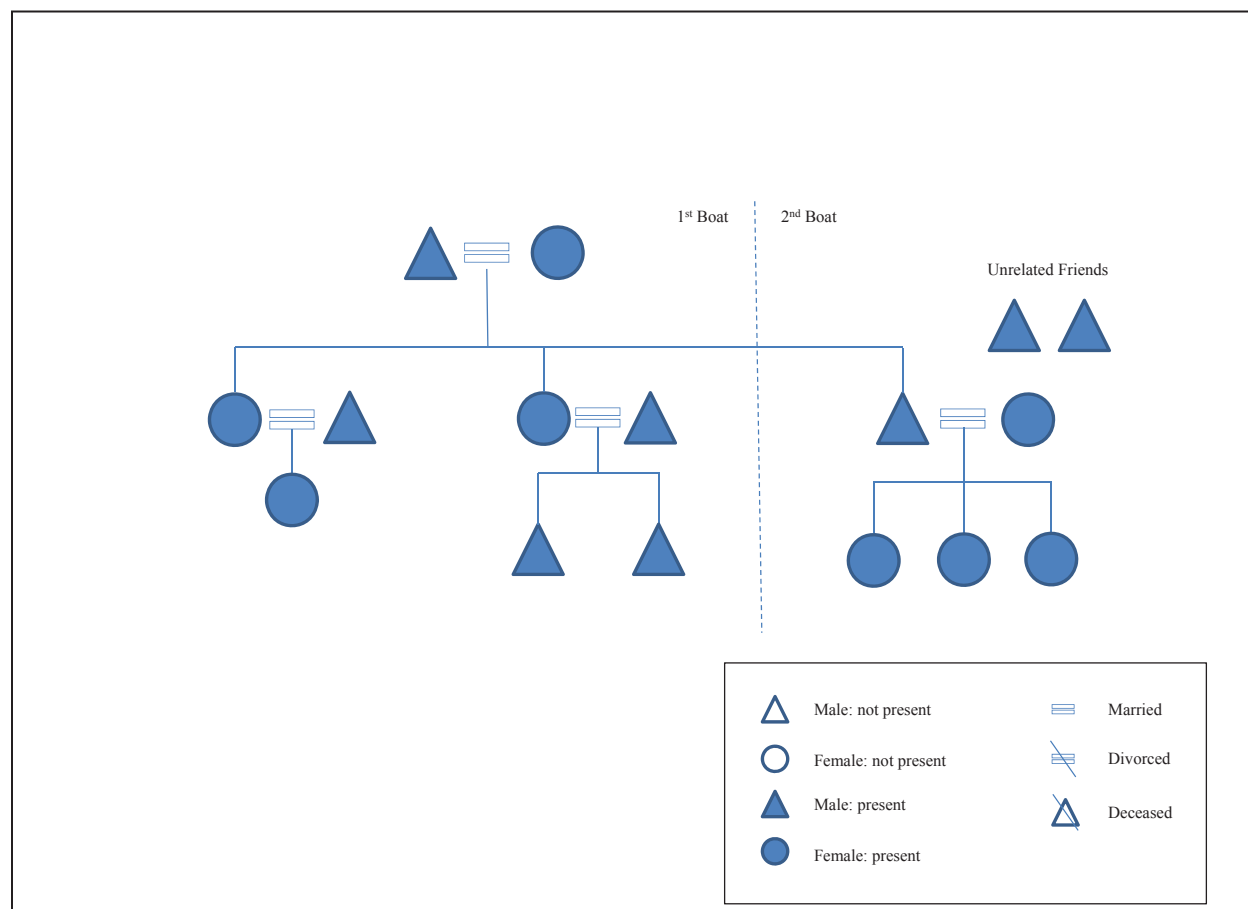 1st Boat
2nd Boat
Unrelated Friends
Male: not present
Married
Female: not present
Divorced
Male: present
Deceased
Female: present